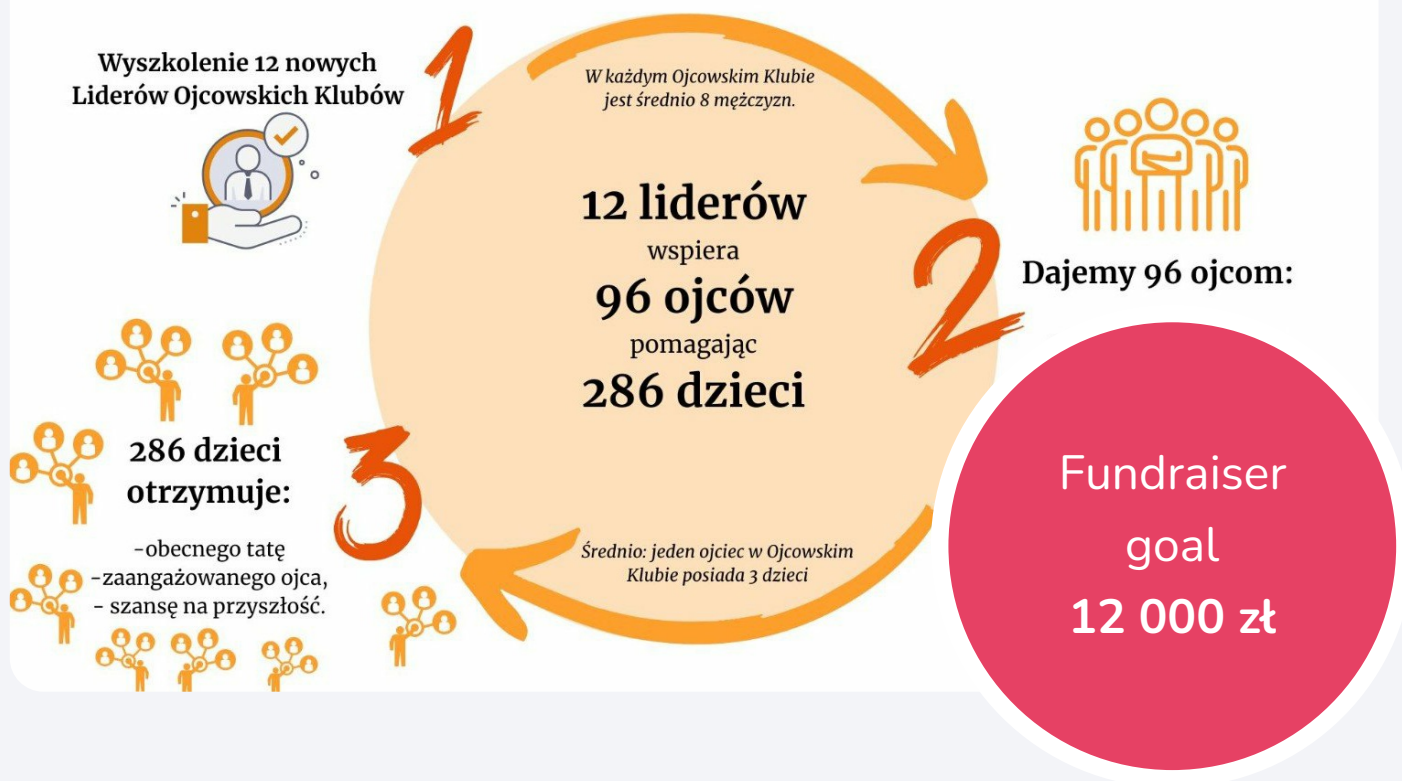 Wyszkolenie 12 nowych
Liderów Ojcowskich Klubów
1
W każdym Ojcowskim Klubie
jest średnio 8 mężczyzn.
12 liderów
wspiera
96 ojców
pomagając
286 dzieci
2
Dajemy 96 ojcom:
3
286 dzieci
otrzymuje:
-obecnego tatę
-zaangażowanego ojca,
- szansę na przyszłość.
Średnio: jeden ojciec w Ojcowskim
Klubie posiada 3 dzieci
Fundraiser
goal
12 000 zł